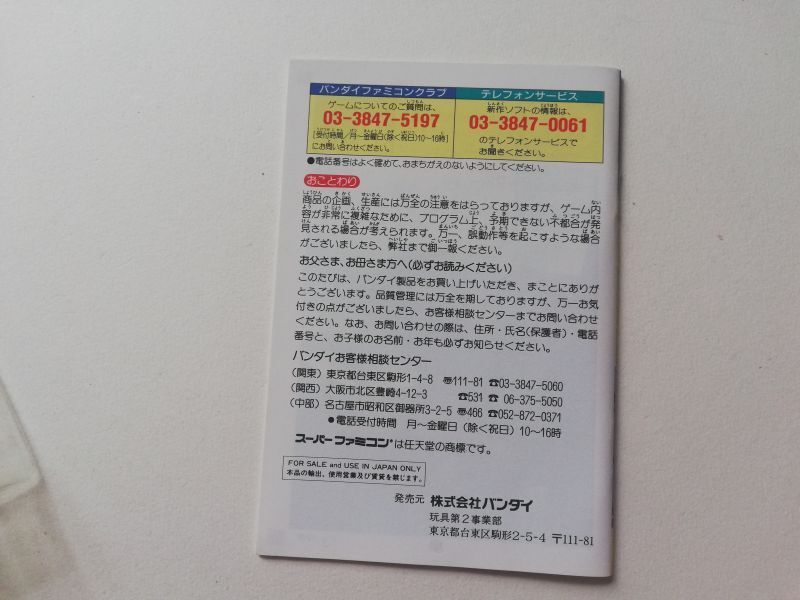 バンダイファミコンクラブ
ゲームについてのご質問は、
03-3847-5197
[受付時間/月〜金曜日(除く祝日)10〜16時]
にお問い合わせください。
テレフォンサービス
新作ソフトの情報は、
03-3847-0061
のテレフォンサービスで
お聞きください。
●電話番号はよく確めて、おまちがえのないようにしてください。
おことわり
商品の企画、生産には万全の注意をはらっておりますが、ゲーム内
容が非常に複雑なために、プログラム上、予期できない不都合が発
見される場合が考えられます。万一、誤動作等を起こすような場合
がございましたら、弊社まで御一報ください。
お父さま、お母さま方へ(必ずお読みください)
このたびは、バンダイ製品をお買い上げいただき、まことにありが
とうございます。品質管理には万全を期しておりますが、万一お気
付きの点がございましたら、お客様相談センターまでお問い合わせ
ください。なお、お問い合わせの際は、住所・氏名(保護者)・電話
番号と、お子様のお名前・お年も必ずお知らせください。
バンダイお客様相談センター
(関東) 東京都台東区駒形1-4-8 〠111-81 ☎03-3847-5060
(関西) 大阪市北区豊崎4-12-3 〠531 ☎ 06-375-5050
(中部) 名古屋市昭和区御器所3-2-5 〠466 ☎052-872-0371
●電話受付時間 月〜金曜日(除く祝日)10〜16時
スーパーファミコン®は任天堂の商標です。
FOR SALE and USE IN JAPAN ONLY
本品の輸出、使用営業及び賃貸を禁じます。
発売元 株式会社バンダイ
玩具第2事業部
東京都台東区駒形2-5-4 〒111-81